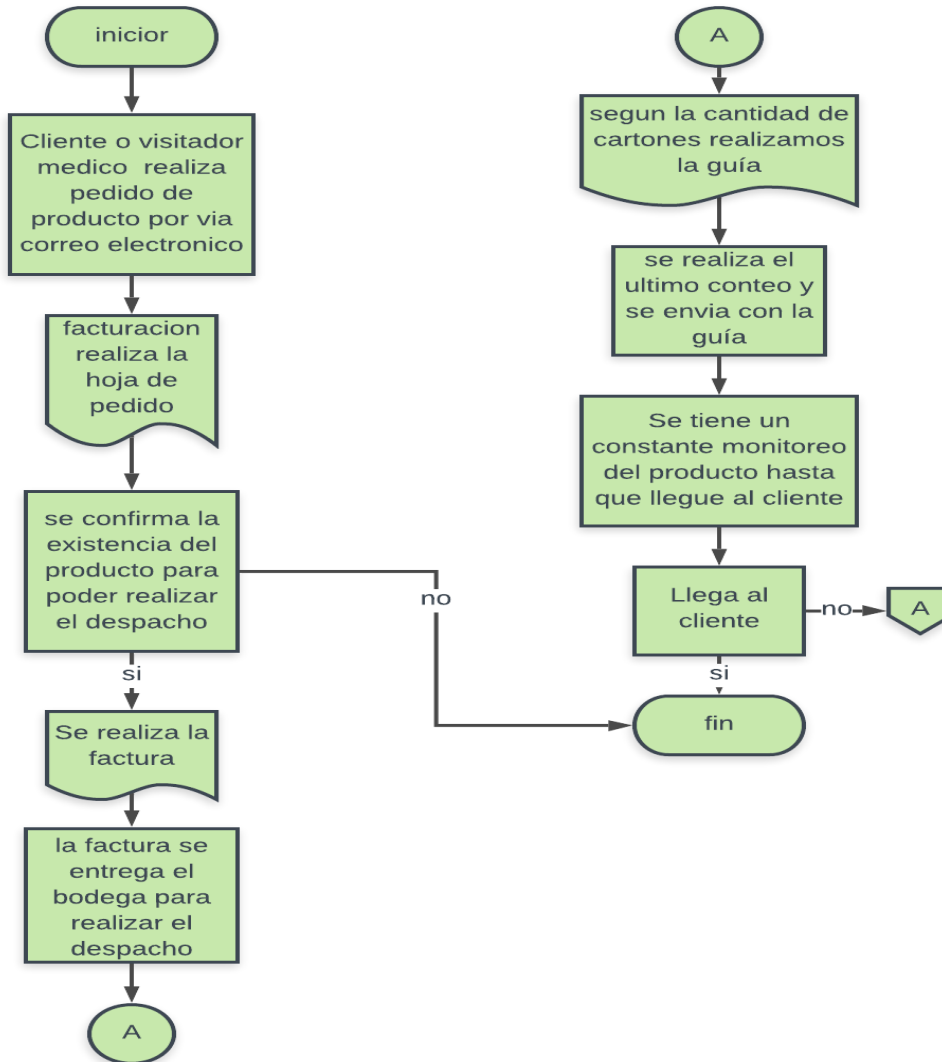 inicior
Cliente o visitador
medico realiza
pedido de
producto por via
correo electronico
facturacion
realiza la
hoja de
pedido
se confirma la
existencia del
producto para
poder realizar
el despacho
no
si
Se realiza la
factura
la factura se
entrega el
bodega para
realizar el
despacho
A
A
segun la cantidad de
cartones realizamos
la guía
se realiza el
ultimo conteo y
se envia con la
guía
Se tiene un
constante monitoreo
del producto hasta
que llegue al cliente
Llega al
cliente
no
A
si
fin